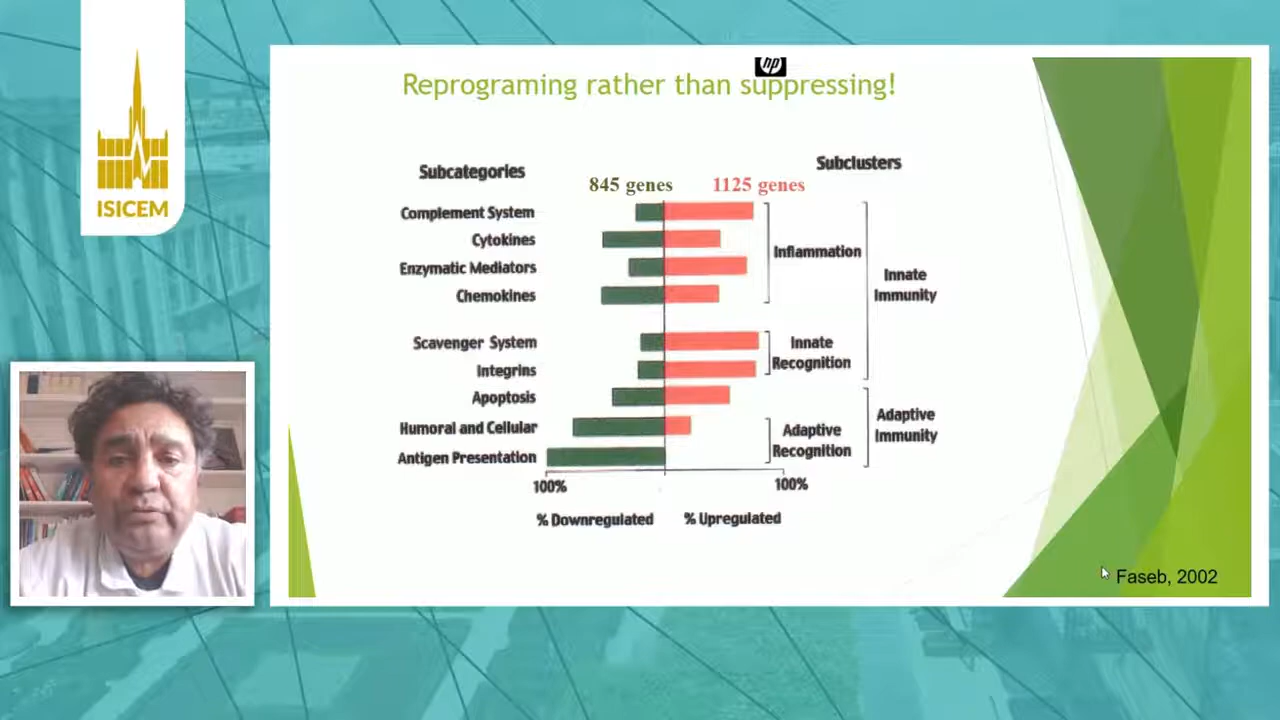 ISICEM
hp
Reprograming rather than suppressing!
Subcategories
Subclusters
845 genes
1125 genes
Complement System
Cytokines
Enzymatic Mediators
Chemokines
Inflammation
Innate
Immunity
Scavenger System
Integrins
Innate
Recognition
Apoptosis
Humoral and Cellular
Antigen Presentation
Adaptive
Recognition
Adaptive
Immunity
100%
100%
% Downregulated
% Upregulated
Faseb, 2002